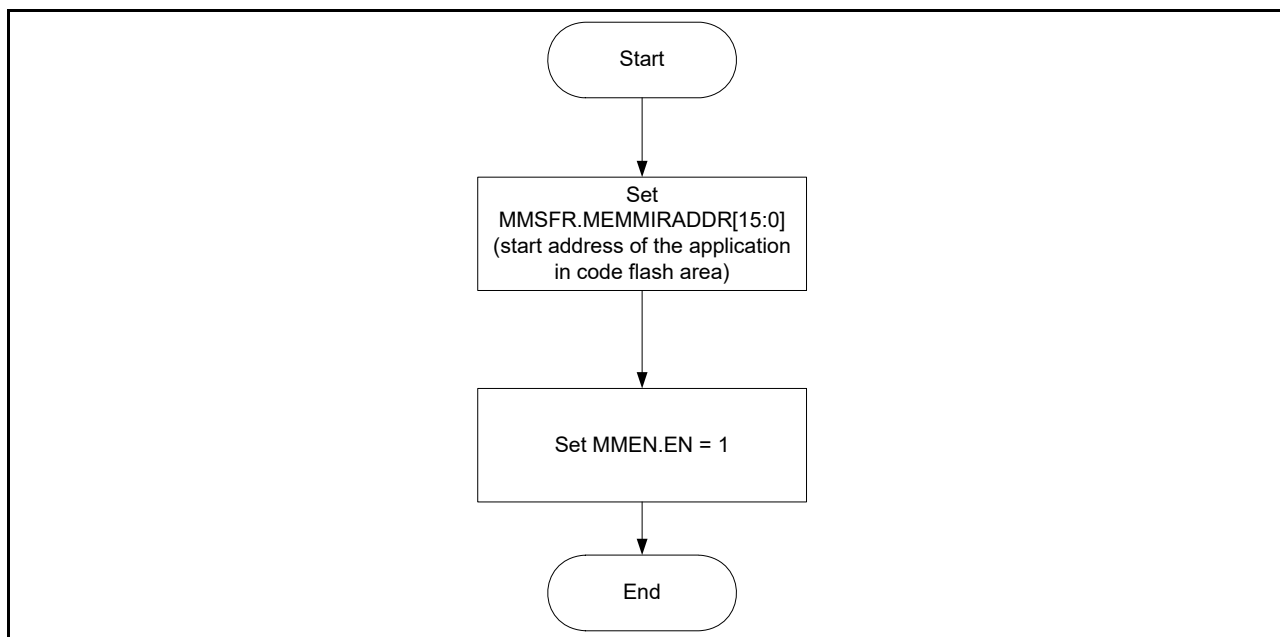 Start
Set
MMSFR.MEMMIRADDR[15:0]
(start address of the application
in code flash area)
Set MMEN.EN = 1
End